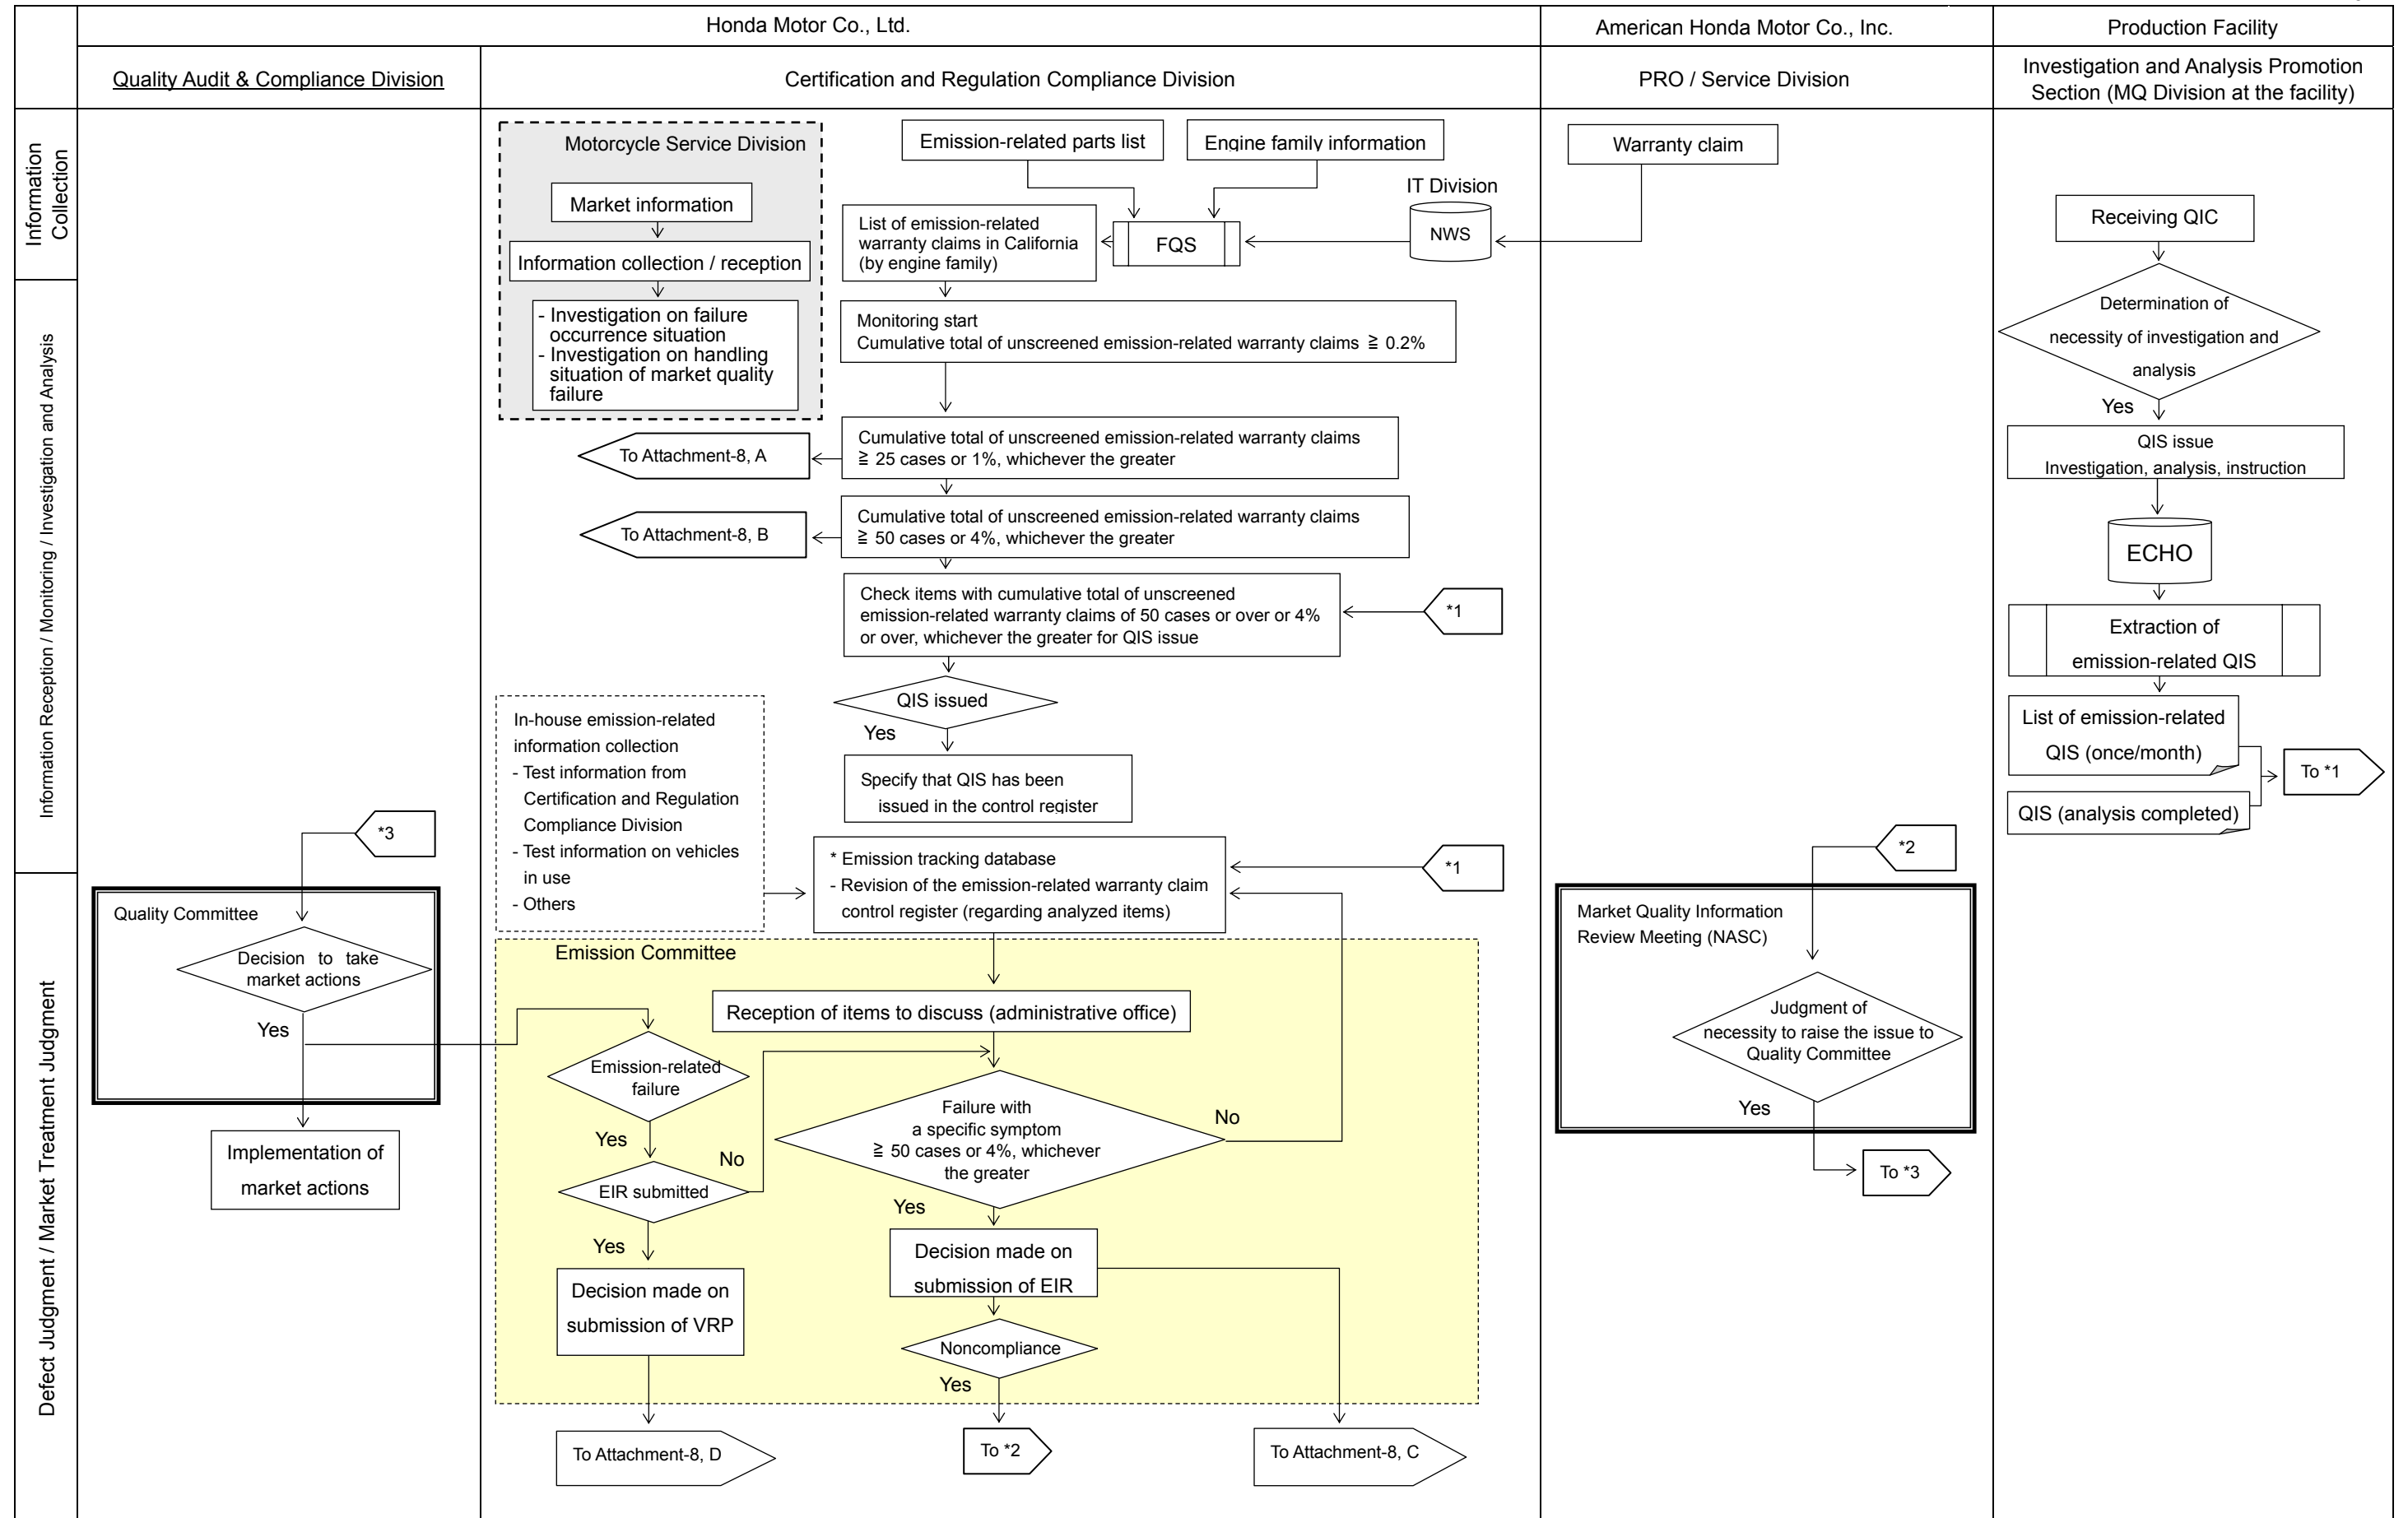 Honda Motor Co., Ltd.
American Honda Motor Co., Inc.
Production Facility
Quality Audit & Compliance Division
Certification and Regulation Compliance Division
PRO / Service Division
Investigation and Analysis Promotion
Section (MQ Division at the facility)
Information
Collection
Motorcycle Service Division
Market information
Information collection / reception
- Investigation on failure
occurrence situation
- Investigation on handling
situation of market quality
failure
Emission-related parts list
Engine family information
IT Division
NWS
FQS
List of emission-related
warranty claims in California
(by engine family)
Warranty claim
Receiving QIC
Information Reception / Monitoring / Investigation and Analysis
Monitoring start
Cumulative total of unscreened emission-related warranty claims ≧ 0.2%
To Attachment-8, A
Cumulative total of unscreened emission-related warranty claims
≧ 25 cases or 1%, whichever the greater
To Attachment-8, B
Cumulative total of unscreened emission-related warranty claims
≧ 50 cases or 4%, whichever the greater
Check items with cumulative total of unscreened
emission-related warranty claims of 50 cases or over or 4%
or over, whichever the greater for QIS issue
*1
QIS issued
Yes
Specify that QIS has been
issued in the control register
In-house emission-related
information collection
- Test information from
Certification and Regulation
Compliance Division
- Test information on vehicles
in use
- Others
* Emission tracking database
- Revision of the emission-related warranty claim
control register (regarding analyzed items)
*1
Determination of
necessity of investigation and
analysis
Yes
QIS issue
Investigation, analysis, instruction
ECHO
Extraction of
emission-related QIS
List of emission-related
QIS (once/month)
QIS (analysis completed)
To *1
Defect Judgment / Market Treatment Judgment
*3
Quality Committee
Decision to take
market actions
Yes
Implementation of
market actions
Emission Committee
Reception of items to discuss (administrative office)
Emission-related
failure
Yes
EIR submitted
No
Yes
Decision made on
submission of VRP
Failure with
a specific symptom
≧ 50 cases or 4%, whichever
the greater
No
Yes
Decision made on
submission of EIR
Noncompliance
Yes
To Attachment-8, D
To *2
To Attachment-8, C
*2
Market Quality Information
Review Meeting (NASC)
Judgment of
necessity to raise the issue to
Quality Committee
Yes
To *3